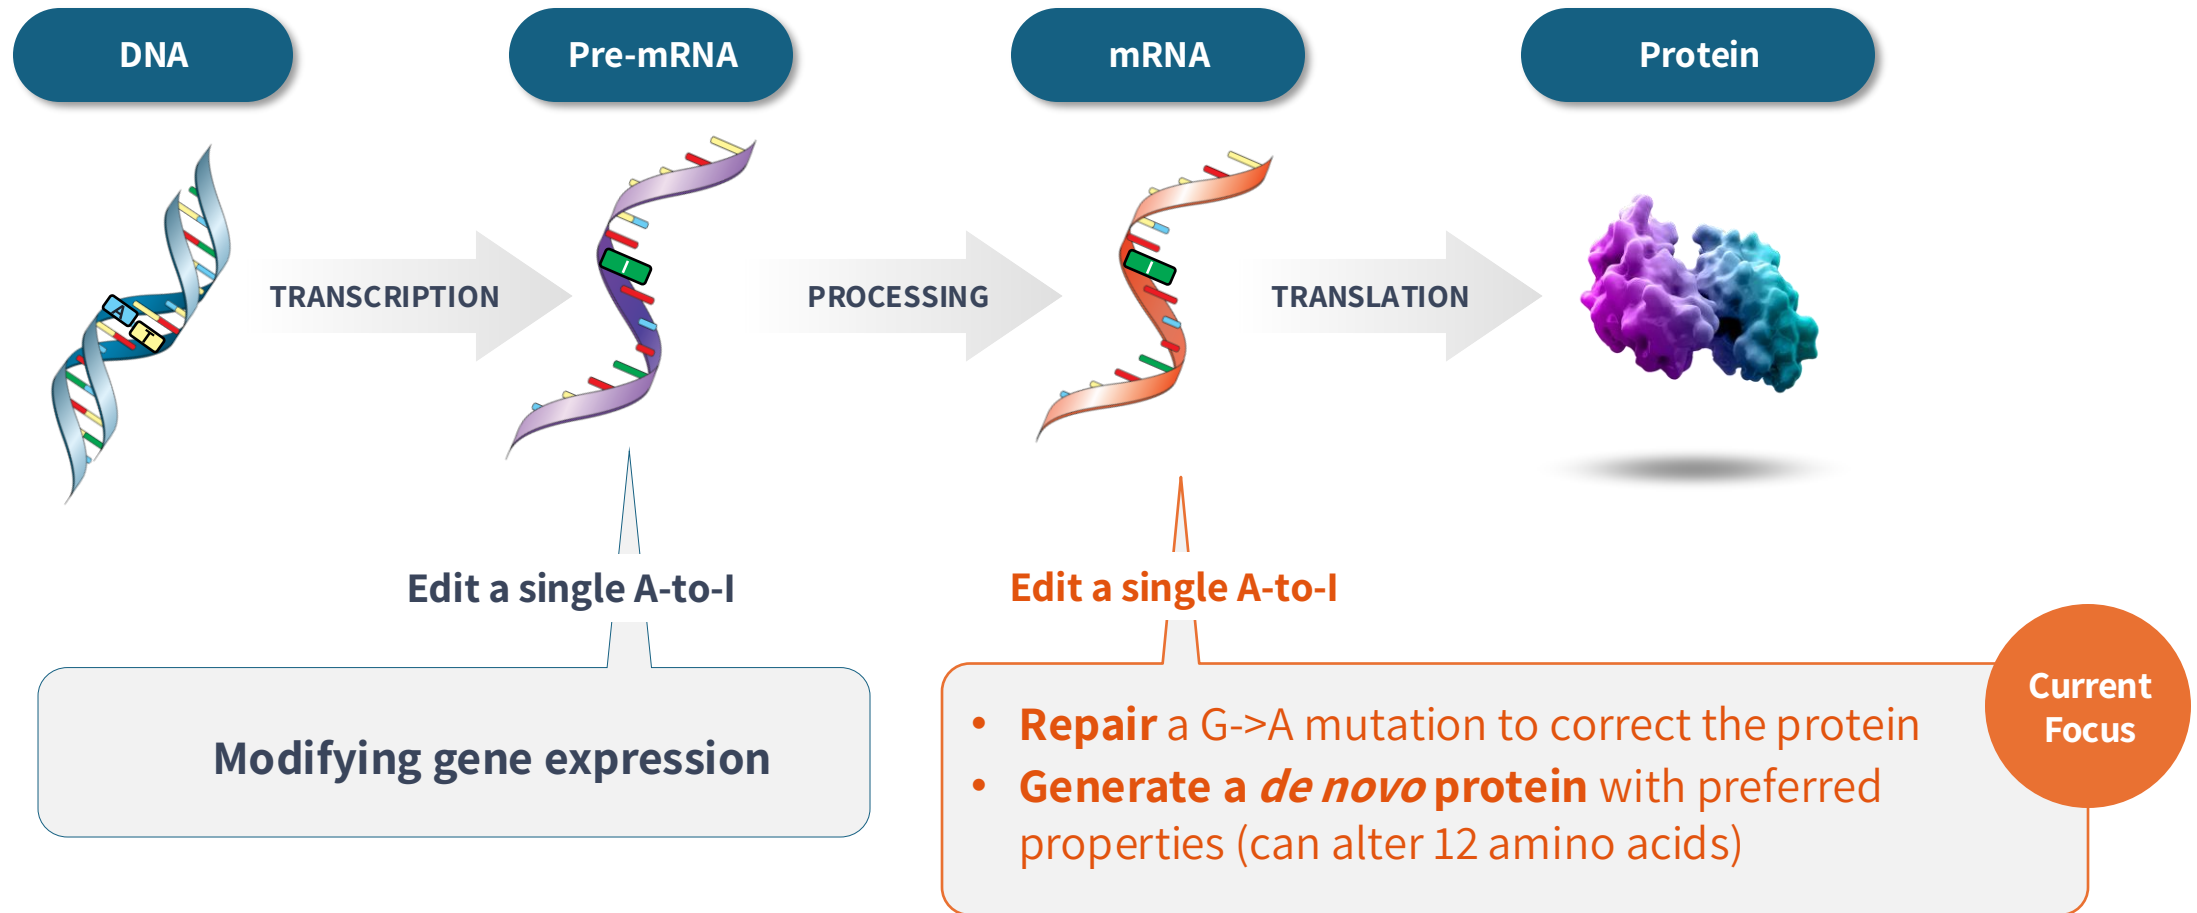 DNA
Pre-mRNA
mRNA
Protein
A
T
I
I
TRANSCRIPTION
PROCESSING
TRANSLATION
Edit a single A-to-I
Edit a single A-to-I
Modifying gene expression
• Repair a G->A mutation to correct the protein
• Generate a de novo protein with preferred
properties (can alter 12 amino acids)
Current
Focus